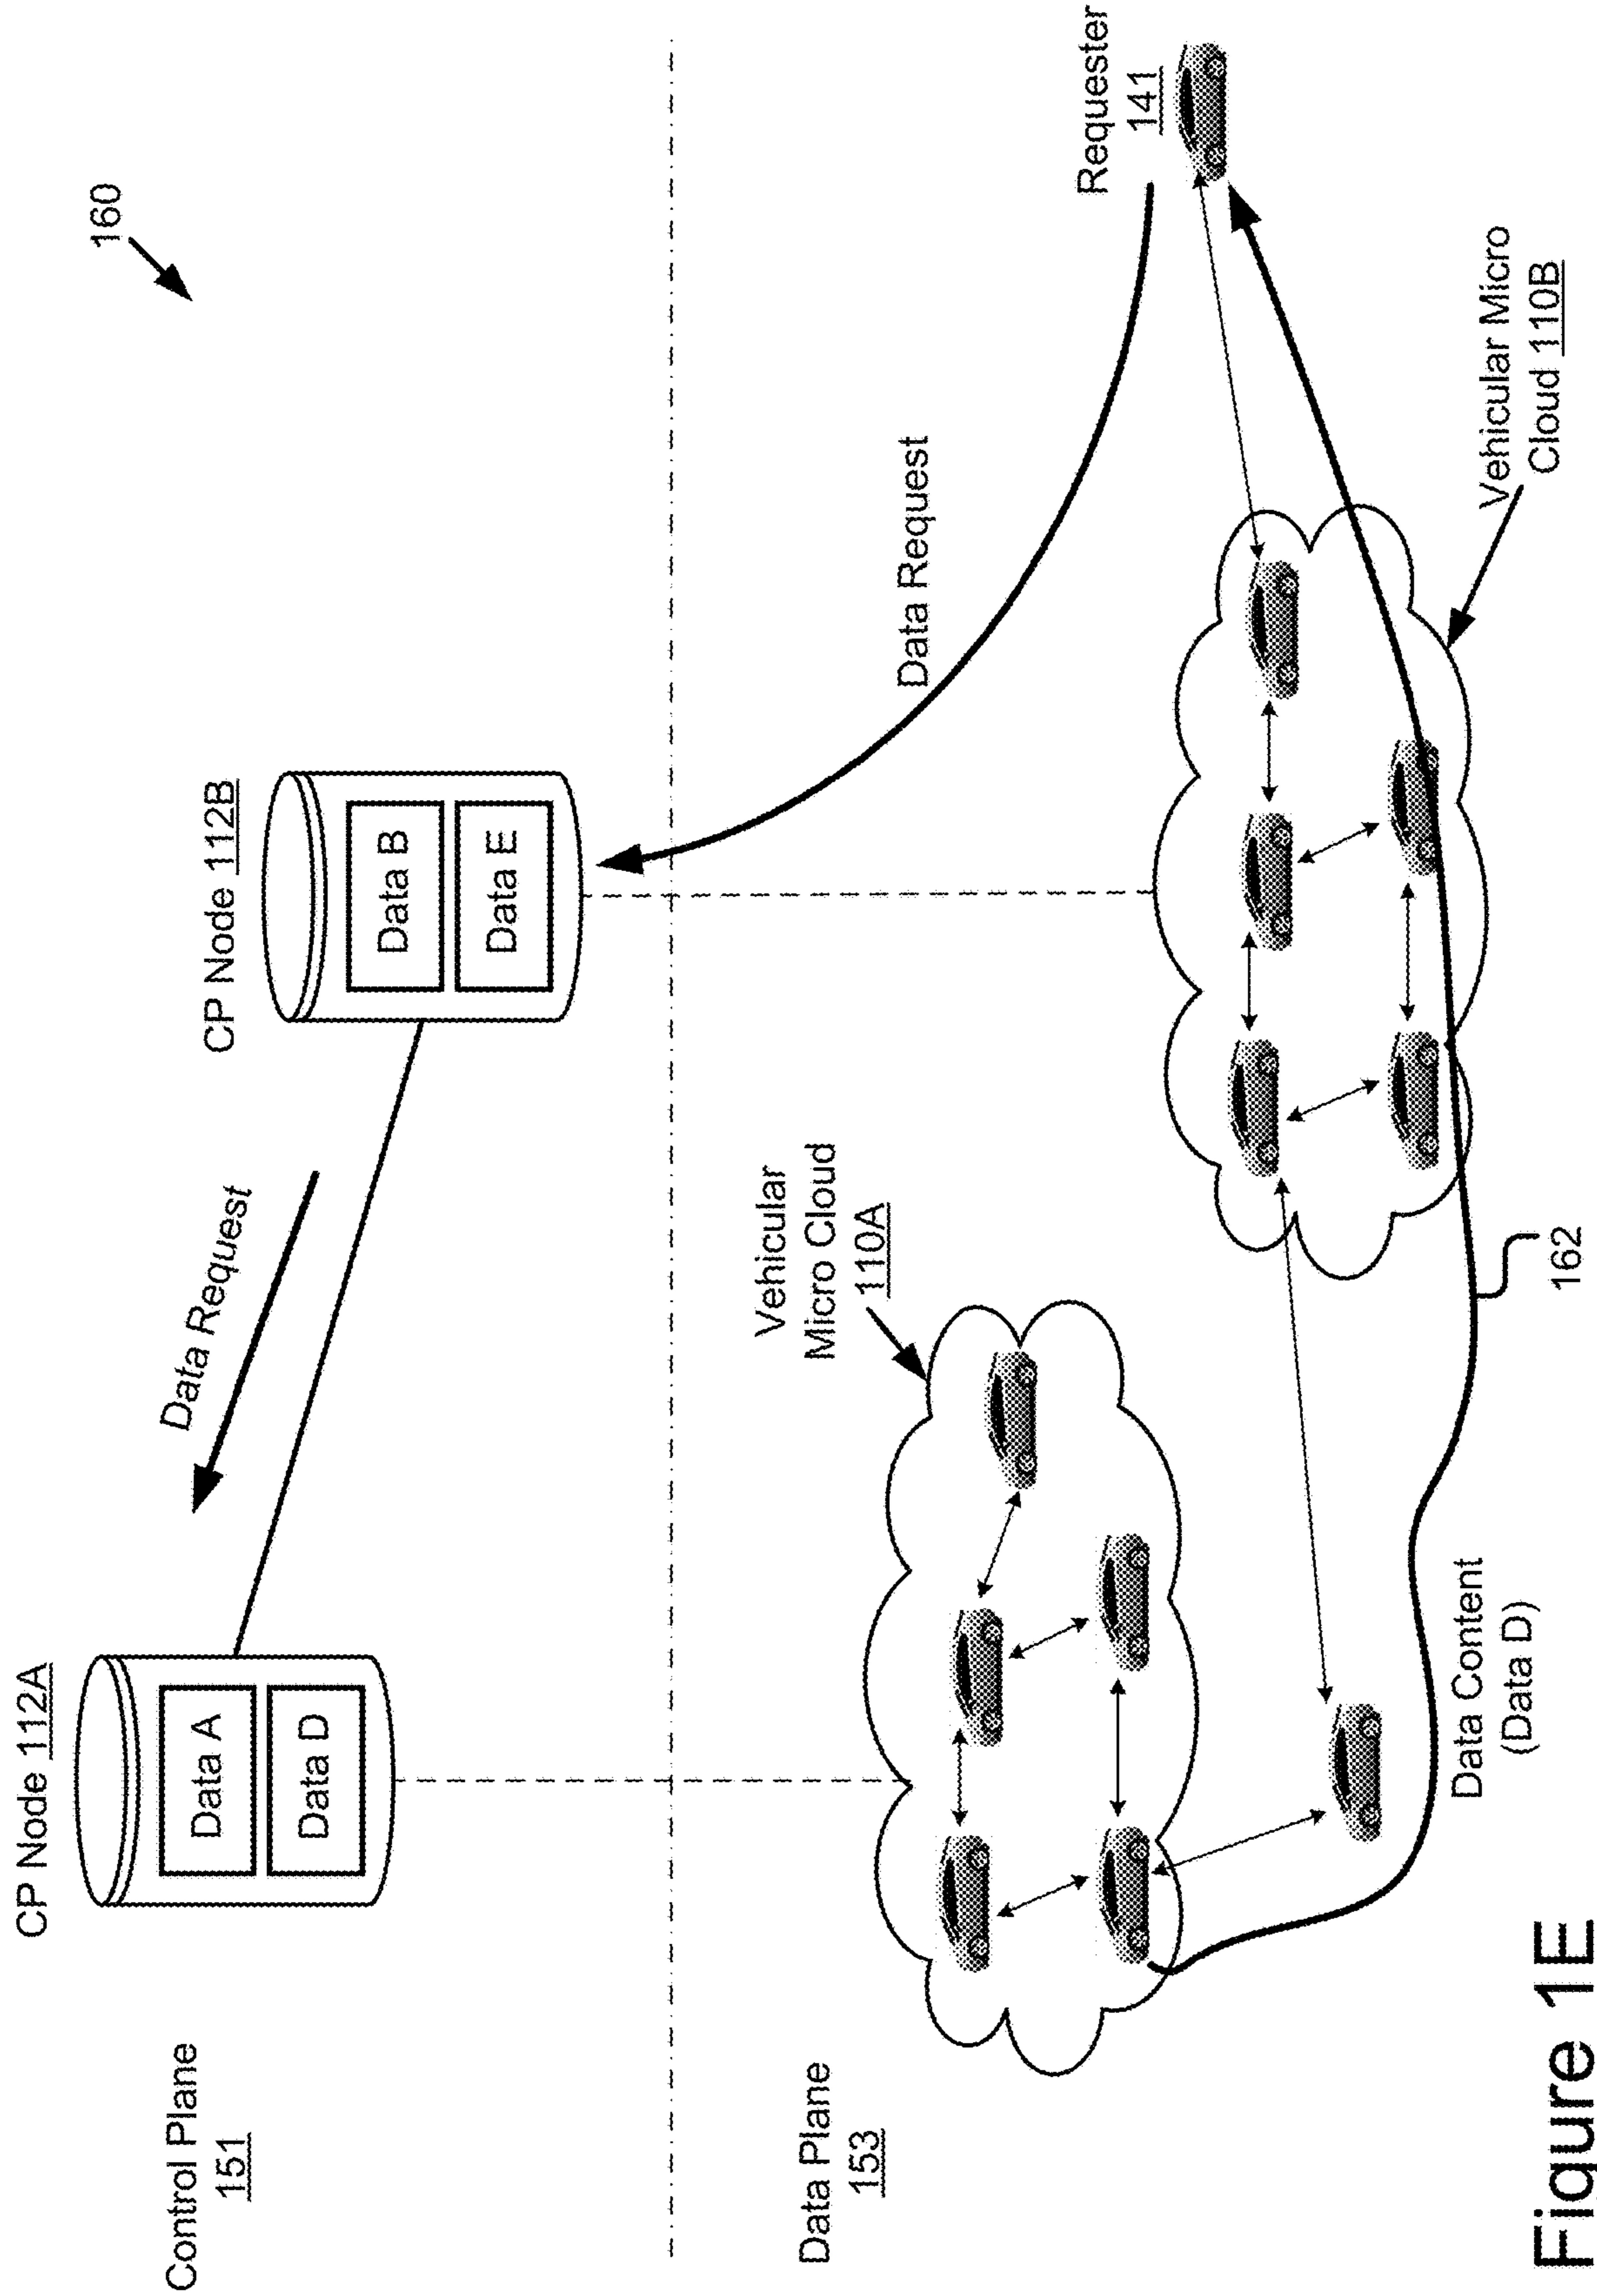 160
CP Node 112A
Data A
Data D
Data Request
CP Node 112B
Data B
Data E
Control Plane
151
Data Plane
153
Vehicular
Micro Cloud
110A
Data Request
Requester
141
Vehicular Micro
Cloud 110B
162
Data Content
(Data D)
Figure 1E